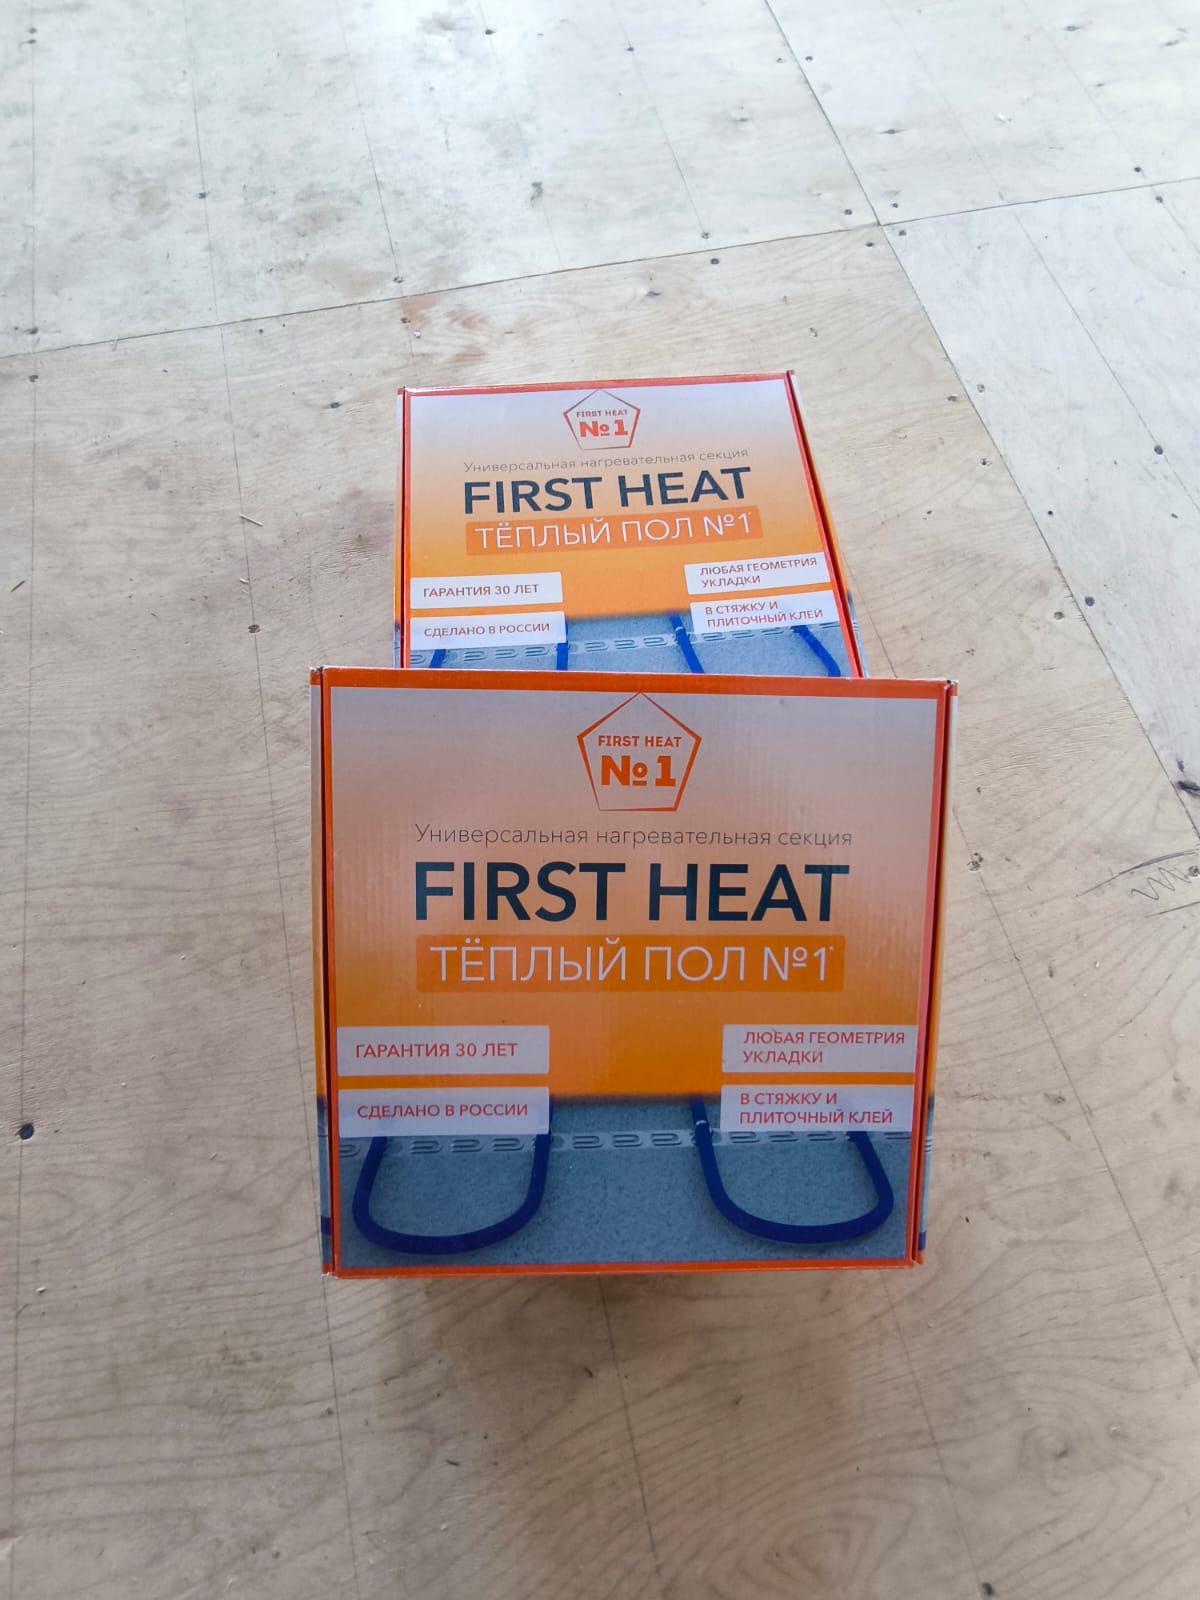 FIRST HEAT
№1
Универсальная нагревательная секция
FIRST HEAT
ТЁПЛЫЙ ПОЛ №1*
ГАРАНТИЯ 30 ЛЕТ
СДЕЛАНО В РОССИИ
ЛЮБАЯ ГЕОМЕТРИЯ
УКЛАДКИ
В СТЯЖКУ И
ПЛИТОЧНЫЙ КЛЕЙ
FIRST HEAT
№1
Универсальная нагревательная секция
FIRST HEAT
ТЁПЛЫЙ ПОЛ №1*
ГАРАНТИЯ 30 ЛЕТ
СДЕЛАНО В РОССИИ
ЛЮБАЯ ГЕОМЕТРИЯ
УКЛАДКИ
В СТЯЖКУ И
ПЛИТОЧНЫЙ КЛЕЙ